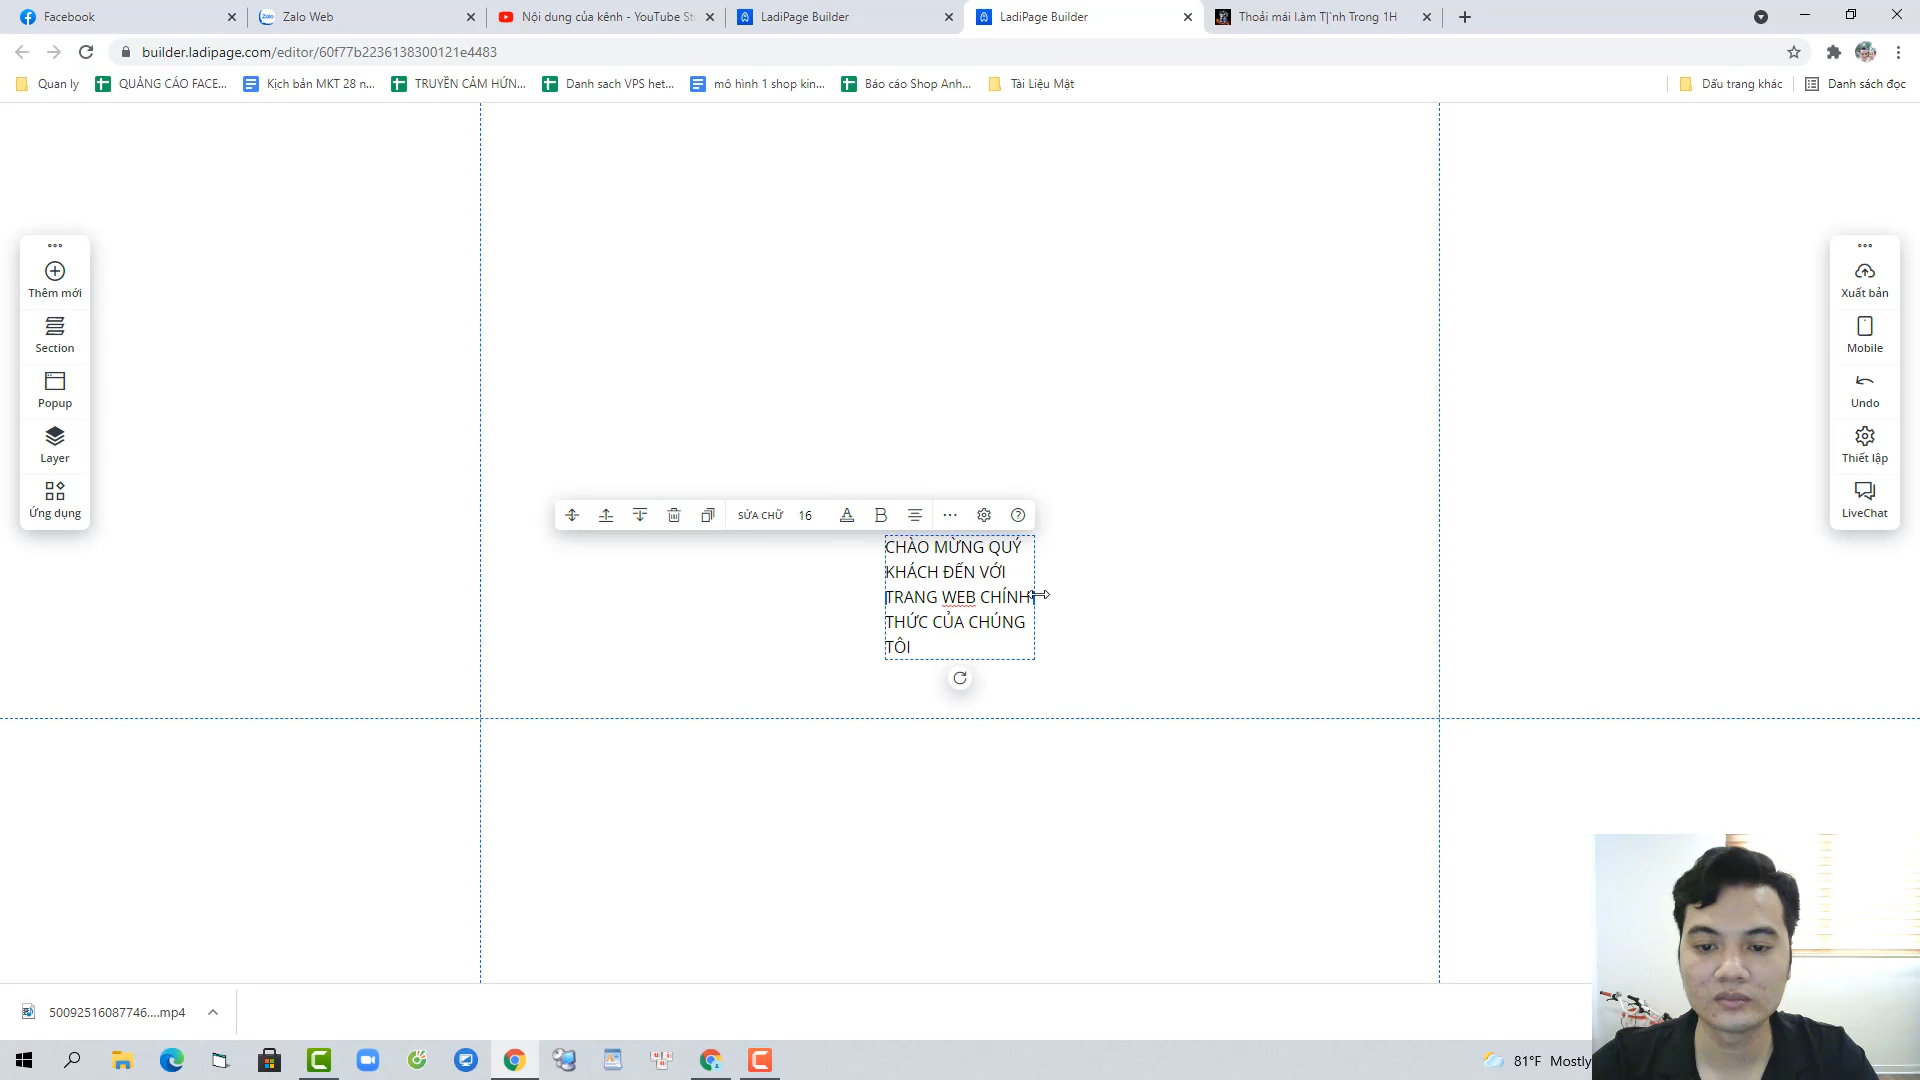 Facebook
Zalo Web
Nội dung của kênh - YouTube St
LadiPage Builder
LadiPage Builder
Thoải mái Làm T|`nh Trong 1H
builder.ladipage.com/editor/60f77b2236138300121e4483
Quan ly
QUẢNG CÁO FACE...
Kịch bản MKT 28 n...
TRUYỀN CẢM HỨN...
Danh sach VPS het...
mô hình 1 shop kin...
Báo cáo Shop Anh...
Tài Liệu Mật
Dấu trang khác
Danh sách đọc
Thêm mới
Section
Popup
Layer
Ứng dụng
Xuất bản
Mobile
Undo
Thiết lập
LiveChat
SỬA CHỮ
16
CHÀO MỪNG QUÝ
KHÁCH ĐẾN VỚI
TRANG WEB CHÍNH
THỨC CỦA CHÚNG
TÔI
50092516087746....mp4
81°F Mostly